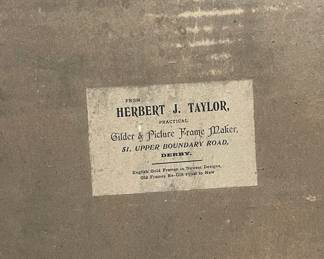 FROM
HERBERT J. TAYLOR,
PRACTICAL
Gilder & Picture Frame Maker,
51, UPPER BOUNDARY ROAD,
DERBY.
English Gold Frames in Newest Designs,
Old Frames Re-Gilt equal to New